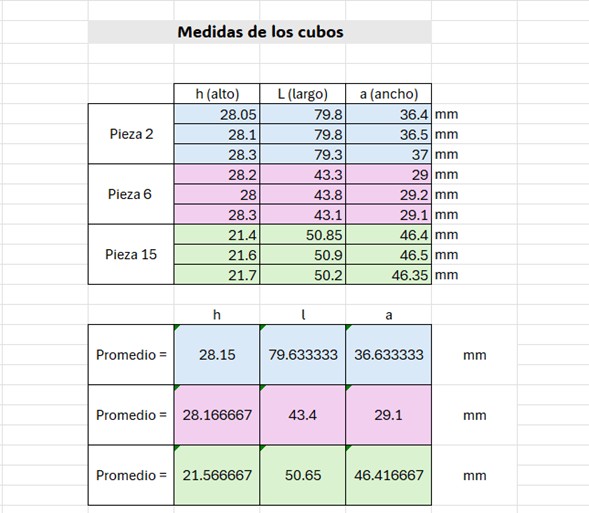 Medidas de los cubos
h (alto) L (largo) a (ancho)
28.05 79.8 36.4 mm
Pieza 2 28.1 79.8 36.5 mm
28.3 79.3 37 mm
28.2 43.3 29 mm
Pieza 6 28 43.8 29.2 mm
28.3 43.1 29.1 mm
21.4 50.85 46.4 mm
Pieza 15 21.6 50.9 46.5 mm
21.7 50.2 46.35 mm
h l a
Promedio = 28.15 79.633333 36.633333 mm
Promedio = 28.166667 43.4 29.1 mm
Promedio = 21.566667 50.65 46.416667 mm